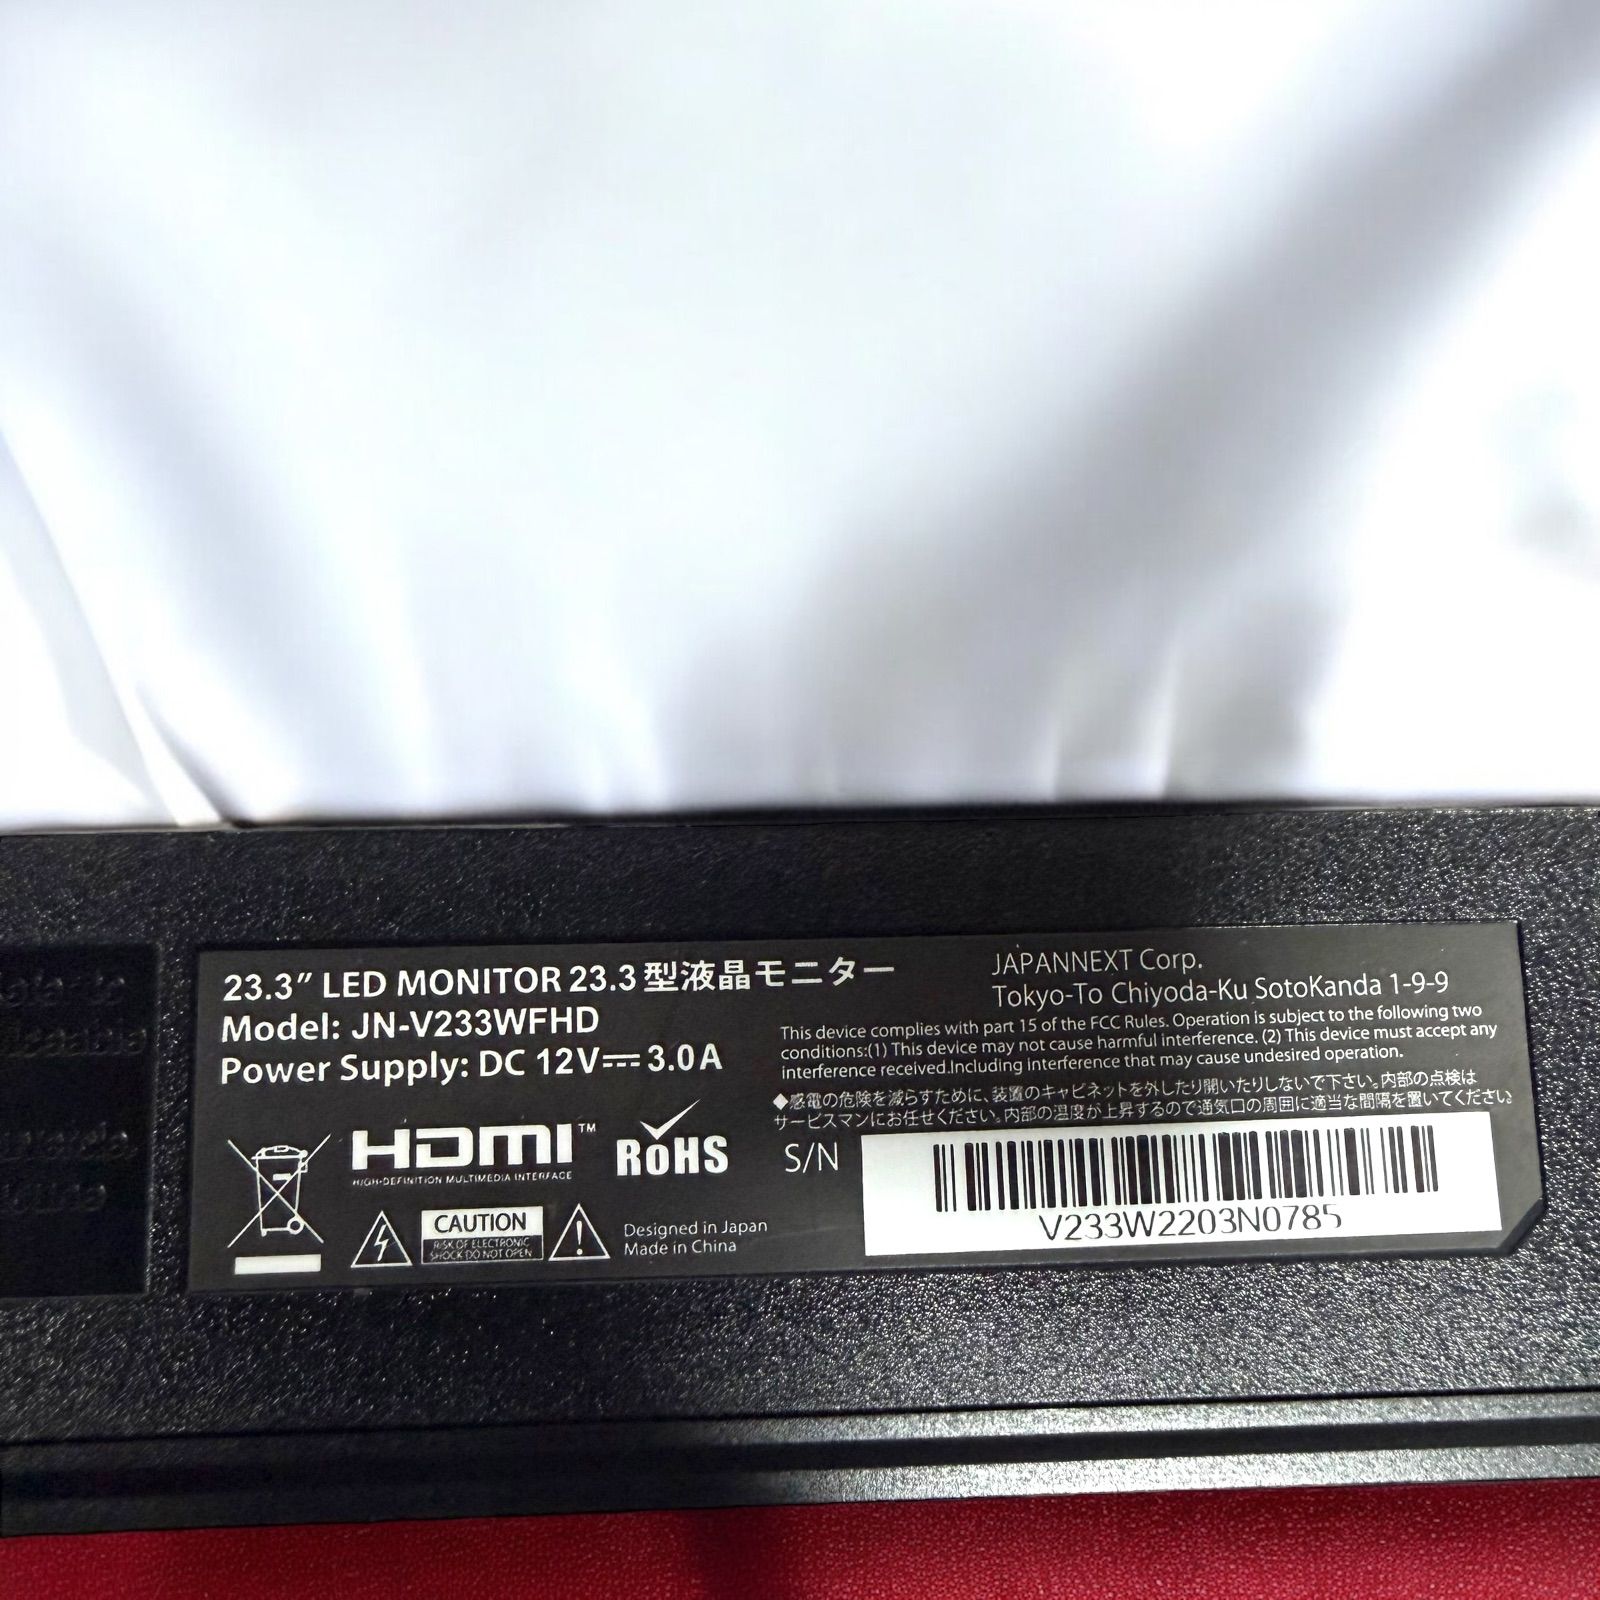 23.3" LED MONITOR 23.3型液晶モニター
Model: JN-V233WFHD
Power Supply: DC 12V⎓3.0A
HDMI™
HIGH-DEFINITION MULTIMEDIA INTERFACE
RoHS
CAUTION
RISK OF ELECTRONIC
SHOCK DO NOT OPEN
Designed in Japan
Made in China
JAPANNEXT Corp.
Tokyo-To Chiyoda-Ku SotoKanda 1-9-9
This device complies with part 15 of the FCC Rules. Operation is subject to the following two
conditions:(1) This device may not cause harmful interference. (2) This device must accept any
interference received.Including interference that may cause undesired operation.
◆感電の危険を減らすために、装置のキャビネットを外したり開いたりしないで下さい。内部の点検は
サービスマンにお任せください。内部の温度が上昇するので通気口の周囲に適当な間隔を置いてください
S/N
V233W2203N0785